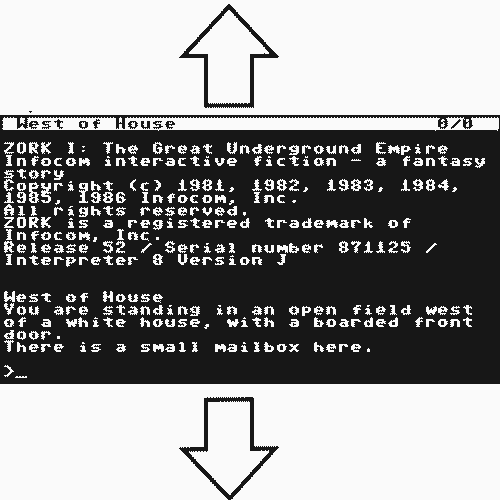 West of House 0/0
ZORK I: The Great Underground Empire
Infocom interactive fiction - a fantasy
story
Copyright (c) 1981, 1982, 1983, 1984,
1985, 1986 Infocom, Inc.
All rights reserved.
ZORK is a registered trademark of
Infocom, Inc.
Release 52 / Serial number 871125 /
Interpreter 8 Version J
West of House
You are standing in an open field west
of a white house, with a boarded front
door.
There is a small mailbox here.
>_